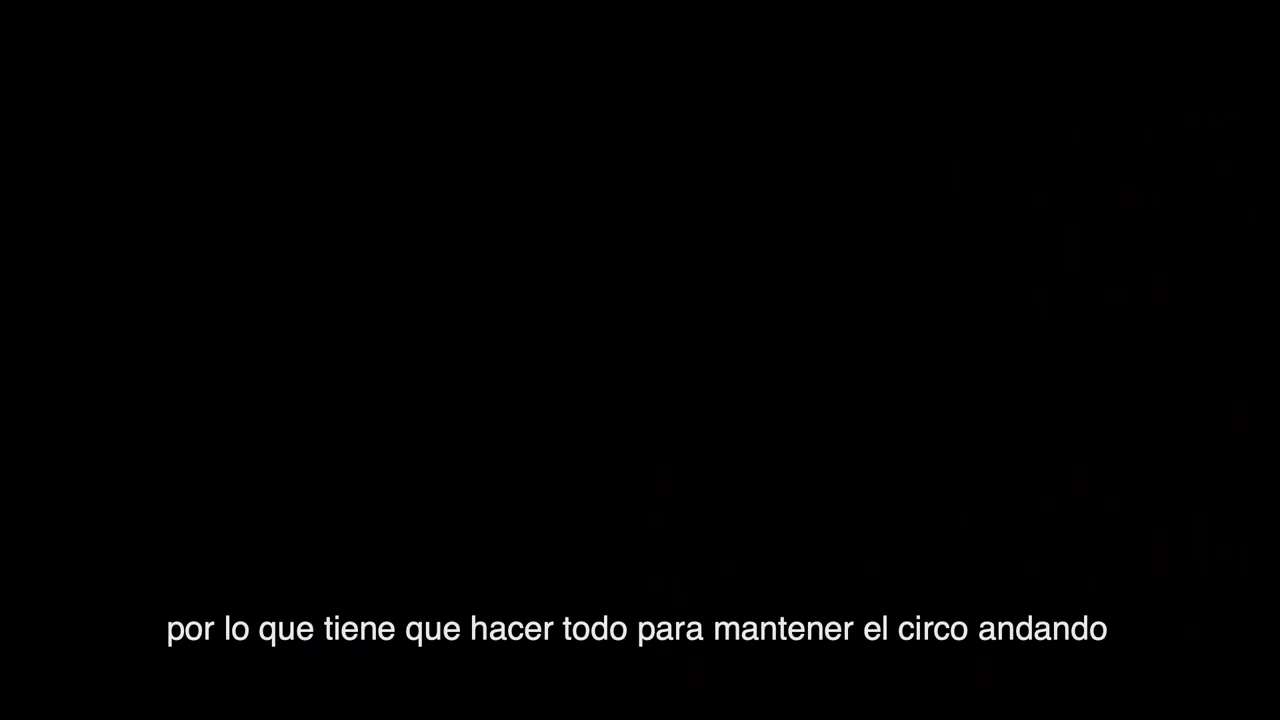 por lo que tiene que hacer todo para mantener el circo andando